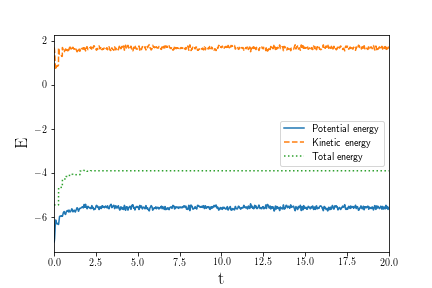 2
0
−2
−4
−6
E
Potential energy
Kinetic energy
Total energy
0.0 2.5 5.0 7.5 10.0 12.5 15.0 17.5 20.0
t